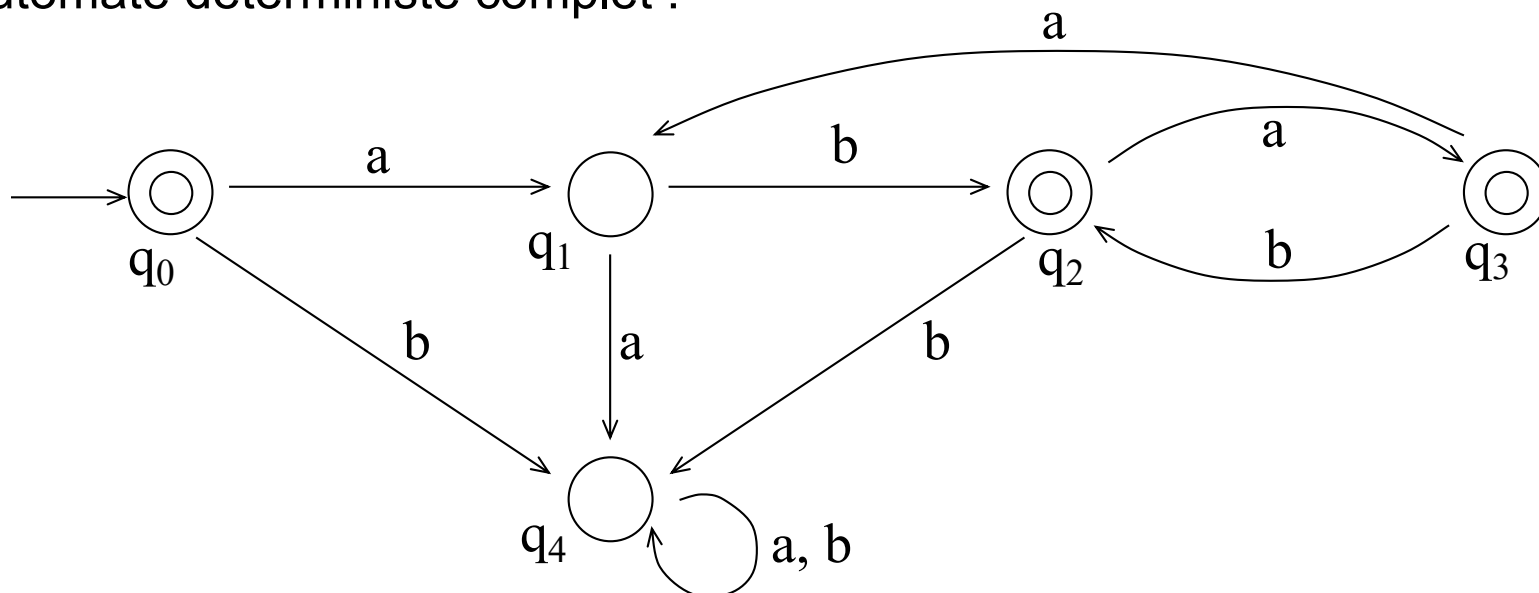 automate déterministe complet :
a
a
b
a
q₀
q₁
q₂
b
q₃
b
a
b
q₄
a, b